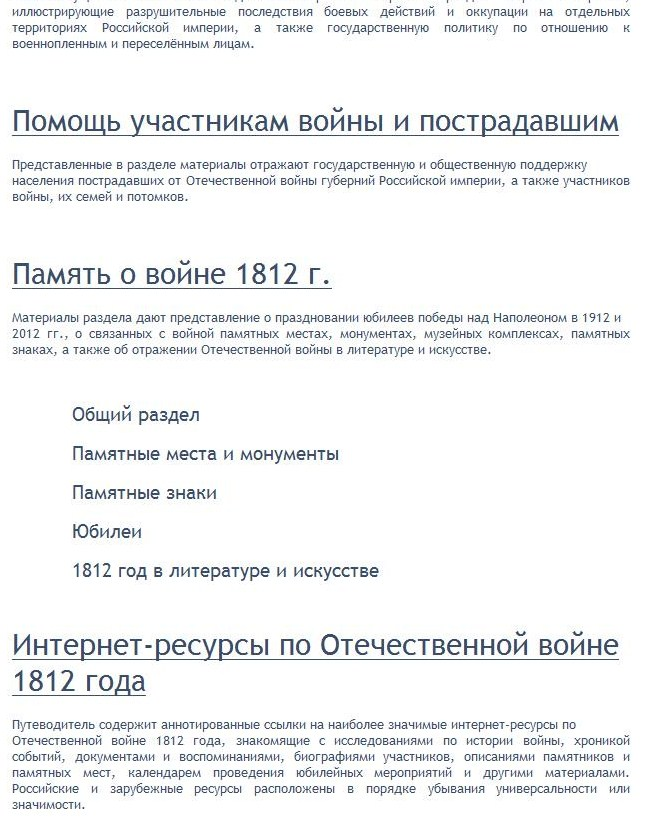 иллюстрирующие разрушительные последствия боевых действий и оккупации на отдельных
территориях Российской империи, а также государственную политику по отношению к
военнопленным и переселённым лицам.
Помощь участникам войны и пострадавшим
Представленные в разделе материалы отражают государственную и общественную поддержку
населения пострадавших от Отечественной войны губерний Российской империи, а также участников
войны, их семей и потомков.
Память о войне 1812 г.
Материалы раздела дают представление о праздновании юбилеев победы над Наполеоном в 1912 и
2012 гг., о связанных с войной памятных местах, монументах, музейных комплексах, памятных
знаках, а также об отражении Отечественной войны в литературе и искусстве.
Общий раздел
Памятные места и монументы
Памятные знаки
Юбилеи
1812 год в литературе и искусстве
Интернет-ресурсы по Отечественной войне
1812 года
Путеводитель содержит аннотированные ссылки на наиболее значимые интернет-ресурсы по
Отечественной войне 1812 года, знакомящие с исследованиями по истории войны, хроникой
событий, документами и воспоминаниями, биографиями участников, описаниями памятников и
памятных мест, календарем проведения юбилейных мероприятий и другими материалами.
Российские и зарубежные ресурсы расположены в порядке убывания универсальности или
значимости.